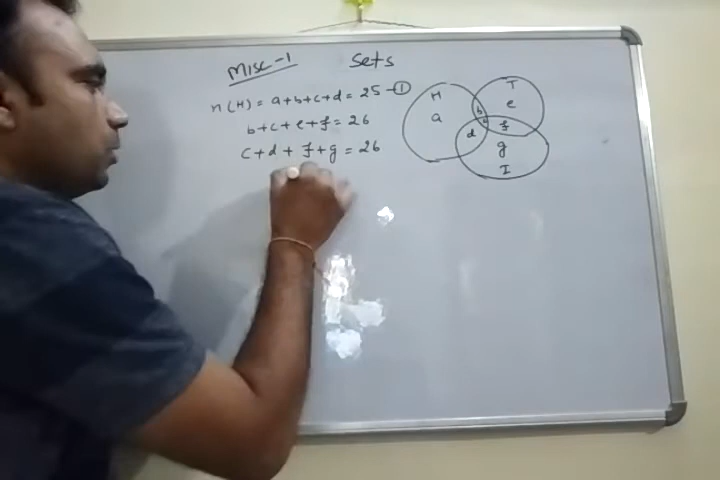 Misc-1 Sets
n(H) = a+b+c+d = 25 -①
b+c+e+f = 26
c+d+f+g = 26
H T
a b e
c
d f
g
I